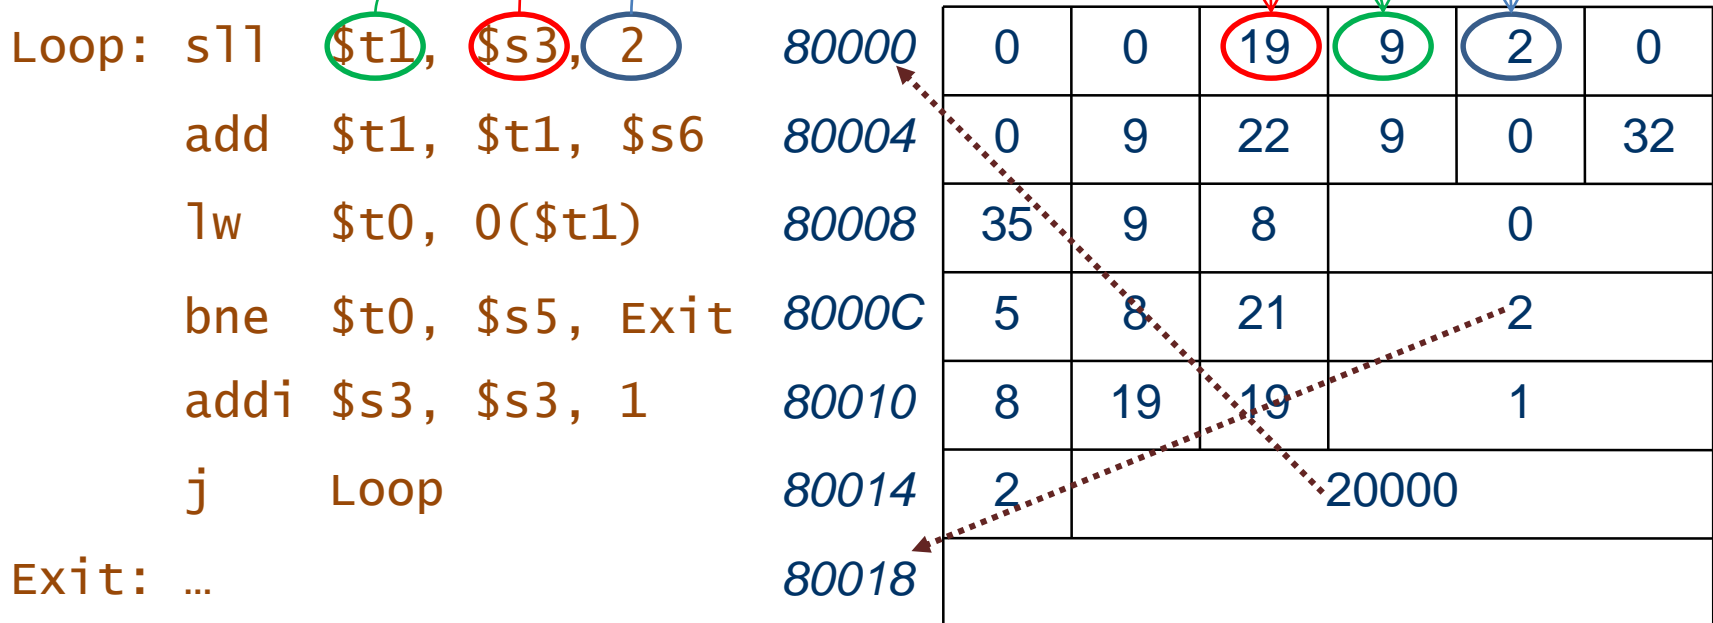 Loop: sll $t1, $s3, 2 80000 0 0 19 9 2 0
add $t1, $t1, $s6 80004 0 9 22 9 0 32
lw $t0, 0($t1) 80008 35 9 8 0
bne $t0, $s5, Exit 8000C 5 8 21 2
addi $s3, $s3, 1 80010 8 19 19 1
j Loop 80014 2 20000
Exit: … 80018